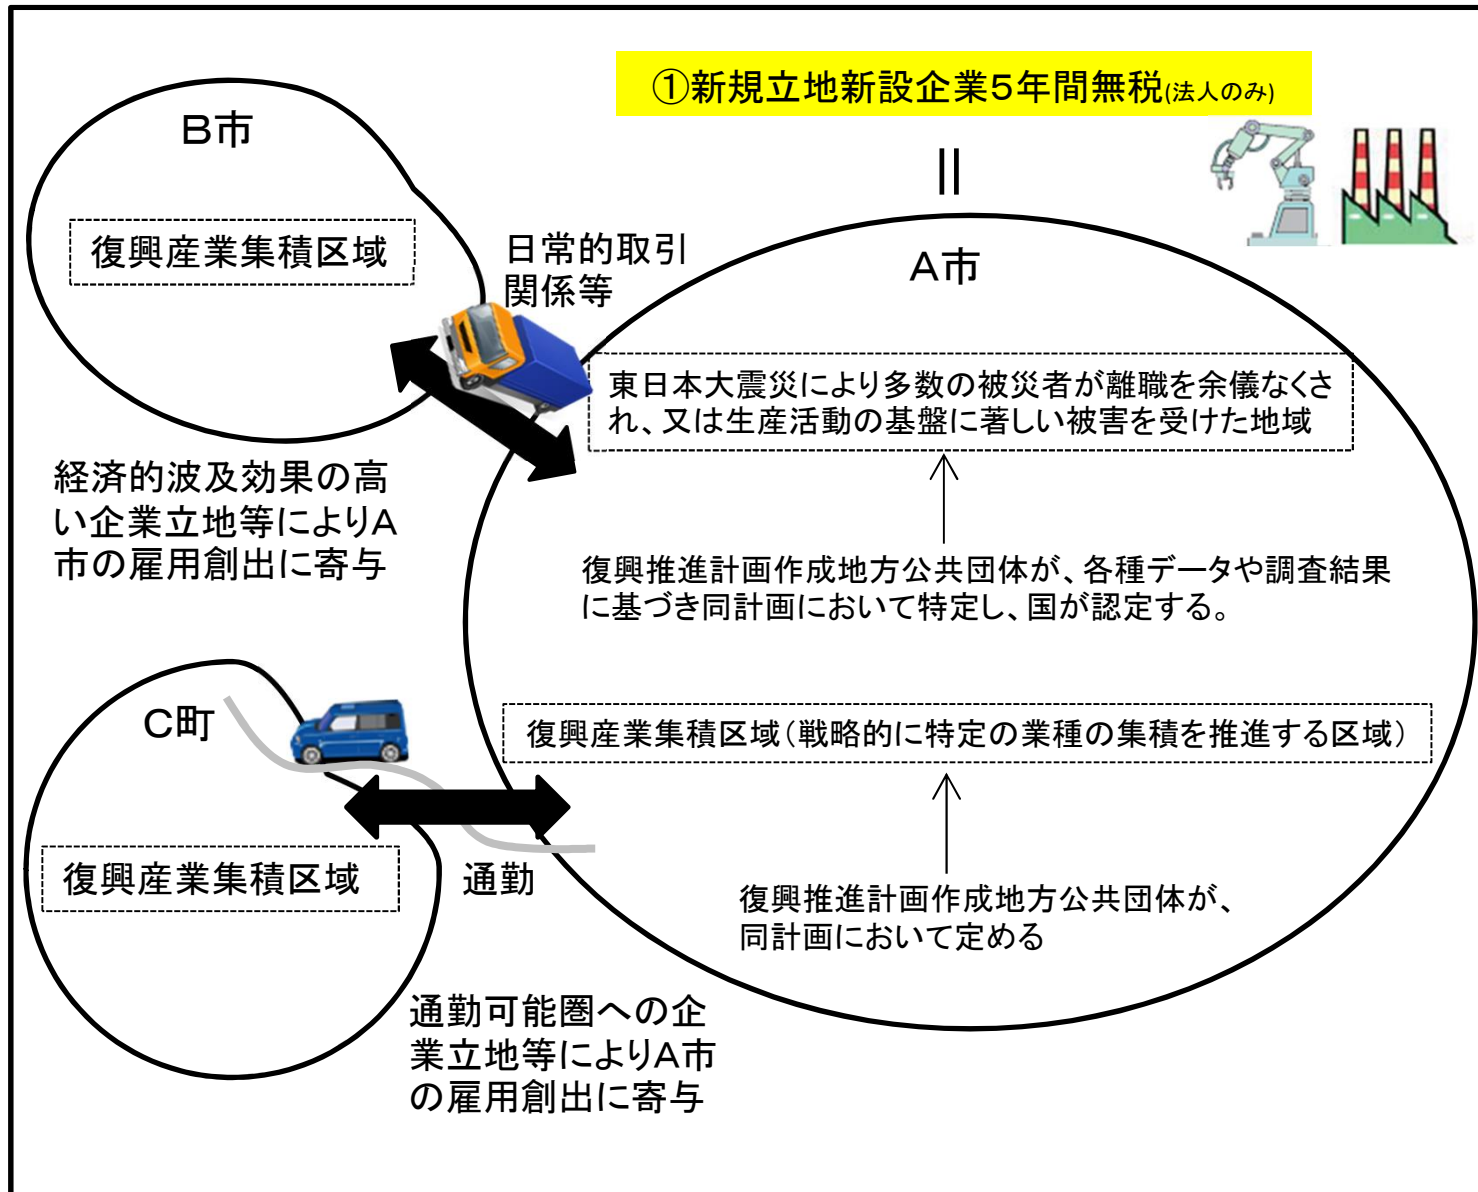 ①新規立地新設企業5年間無税(法人のみ)
B市
復興産業集積区域
日常的取引
関係等
A市
東日本大震災により多数の被災者が離職を余儀なくさ
れ、又は生産活動の基盤に著しい被害を受けた地域
経済的波及効果の高
い企業立地等によりA
市の雇用創出に寄与
復興推進計画作成地方公共団体が、各種データや調査結果
に基づき同計画において特定し、国が認定する。
C町
復興産業集積区域(戦略的に特定の業種の集積を推進する区域)
復興産業集積区域
通勤
復興推進計画作成地方公共団体が、
同計画において定める
通勤可能圏への企
業立地等によりA市
の雇用創出に寄与